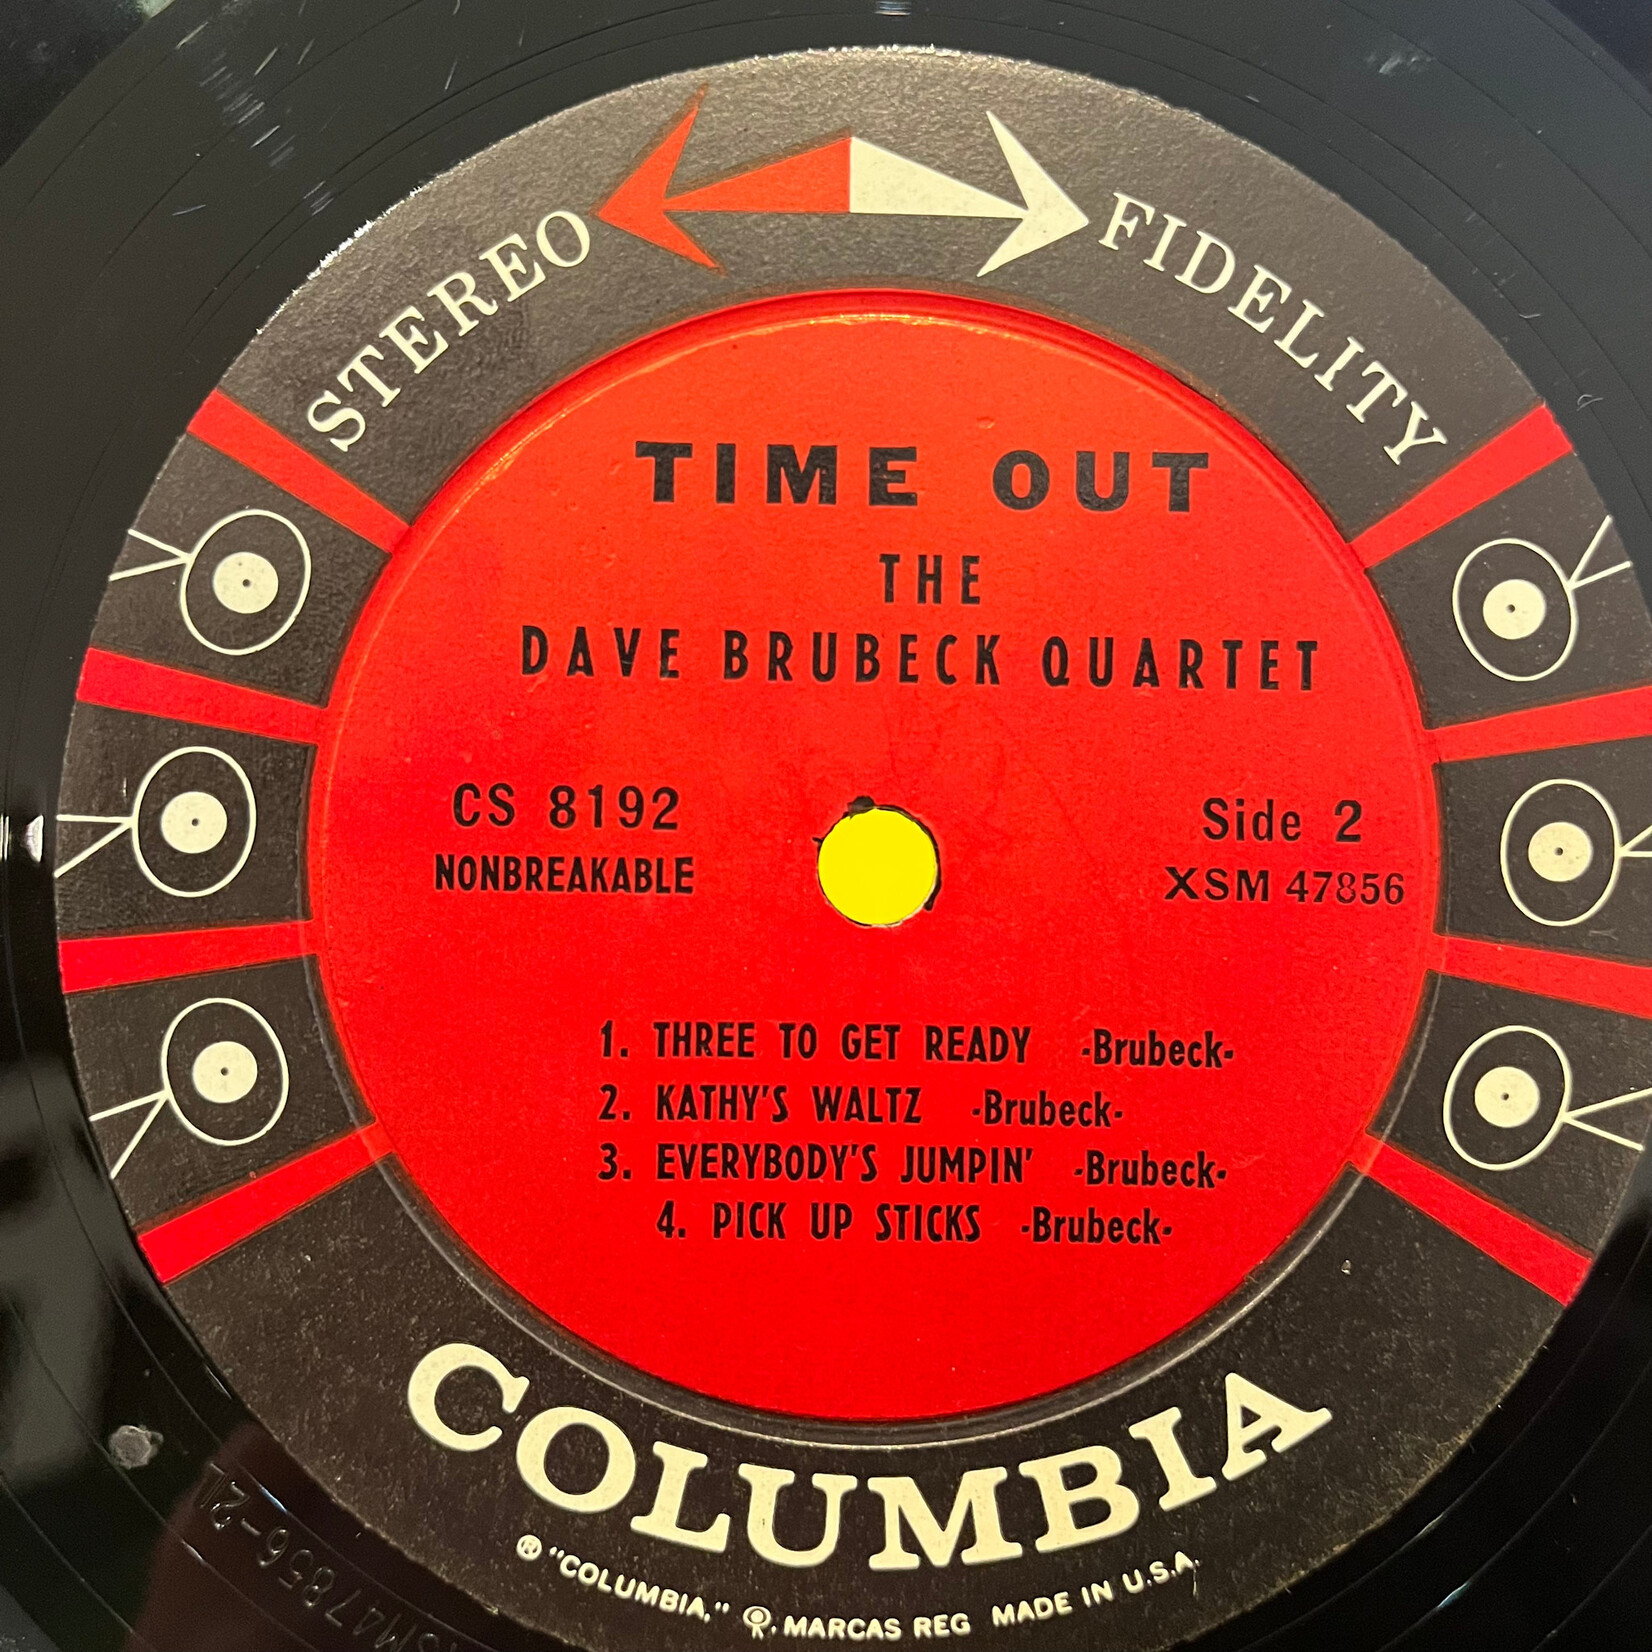 STEREO FIDELITY
TIME OUT
THE
DAVE BRUBECK QUARTET
CS 8192
NONBREAKABLE
Side 2
XSM 47856
1. THREE TO GET READY -Brubeck-
2. KATHY'S WALTZ -Brubeck-
3. EVERYBODY'S JUMPIN' -Brubeck-
4. PICK UP STICKS -Brubeck-
COLUMBIA
® "COLUMBIA," MARCAS REG MADE IN U.S.A.